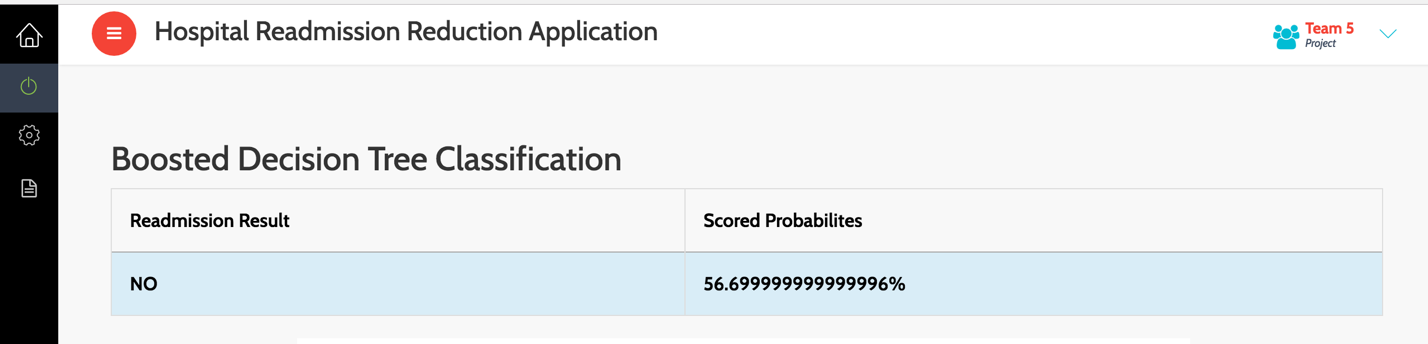 Hospital Readmission Reduction Application
Team 5
Project
Boosted Decision Tree Classification
Readmission Result
Scored Probabilites
NO
56.699999999999996%